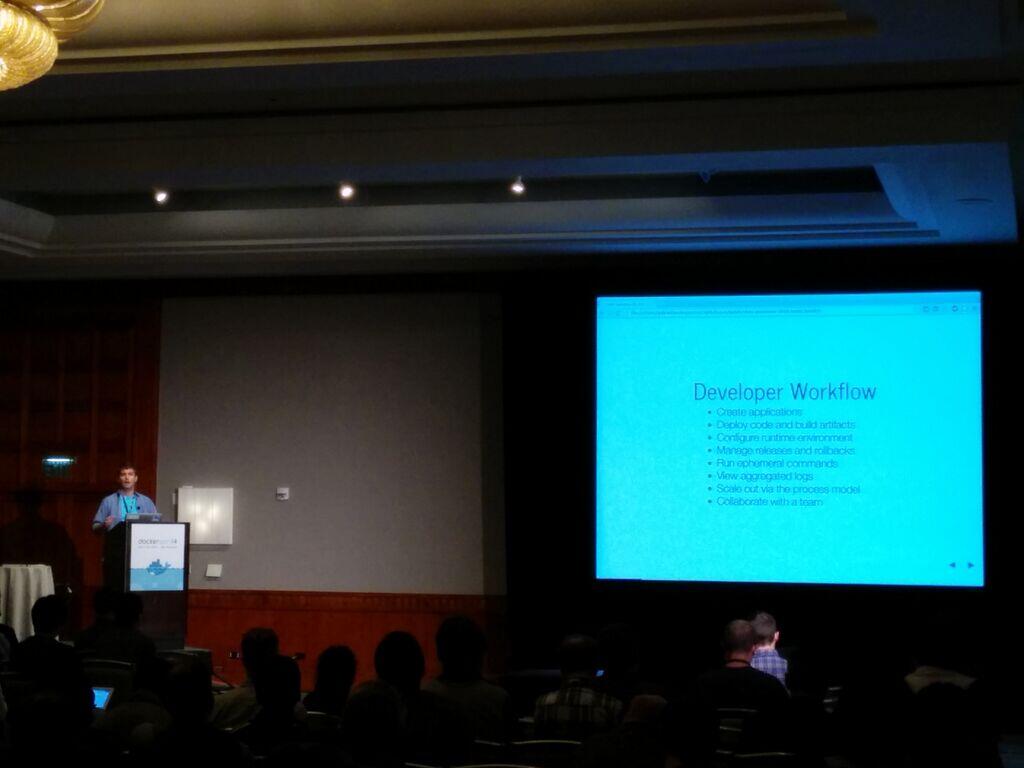 Developer Workflow
• Create applications
• Deploy code and build artifacts
• Configure runtime environment
• Manage releases and rollbacks
• Run ephemeral commands
• View aggregated logs
• Scale out via the process model
• Collaborate with a team
dockercon14